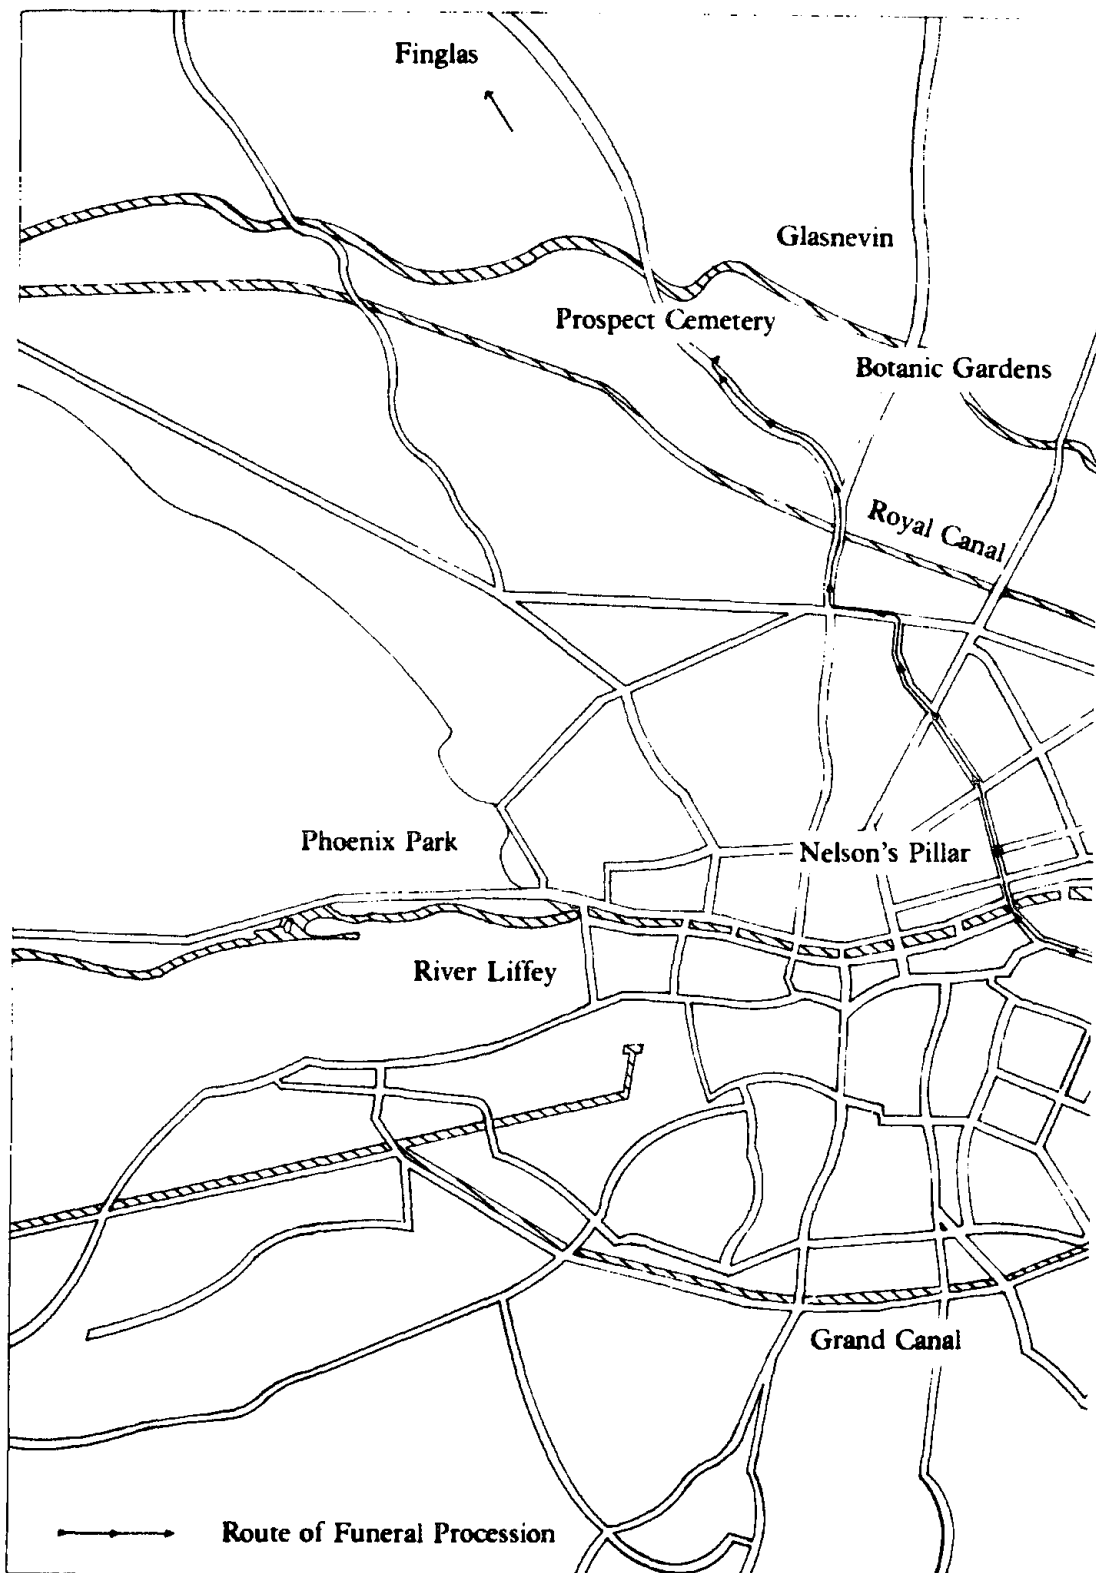 Finglas
Glasnevin
Prospect Cemetery
Botanic Gardens
Royal Canal
Phoenix Park
Nelson's Pillar
River Liffey
Grand Canal
Route of Funeral Procession